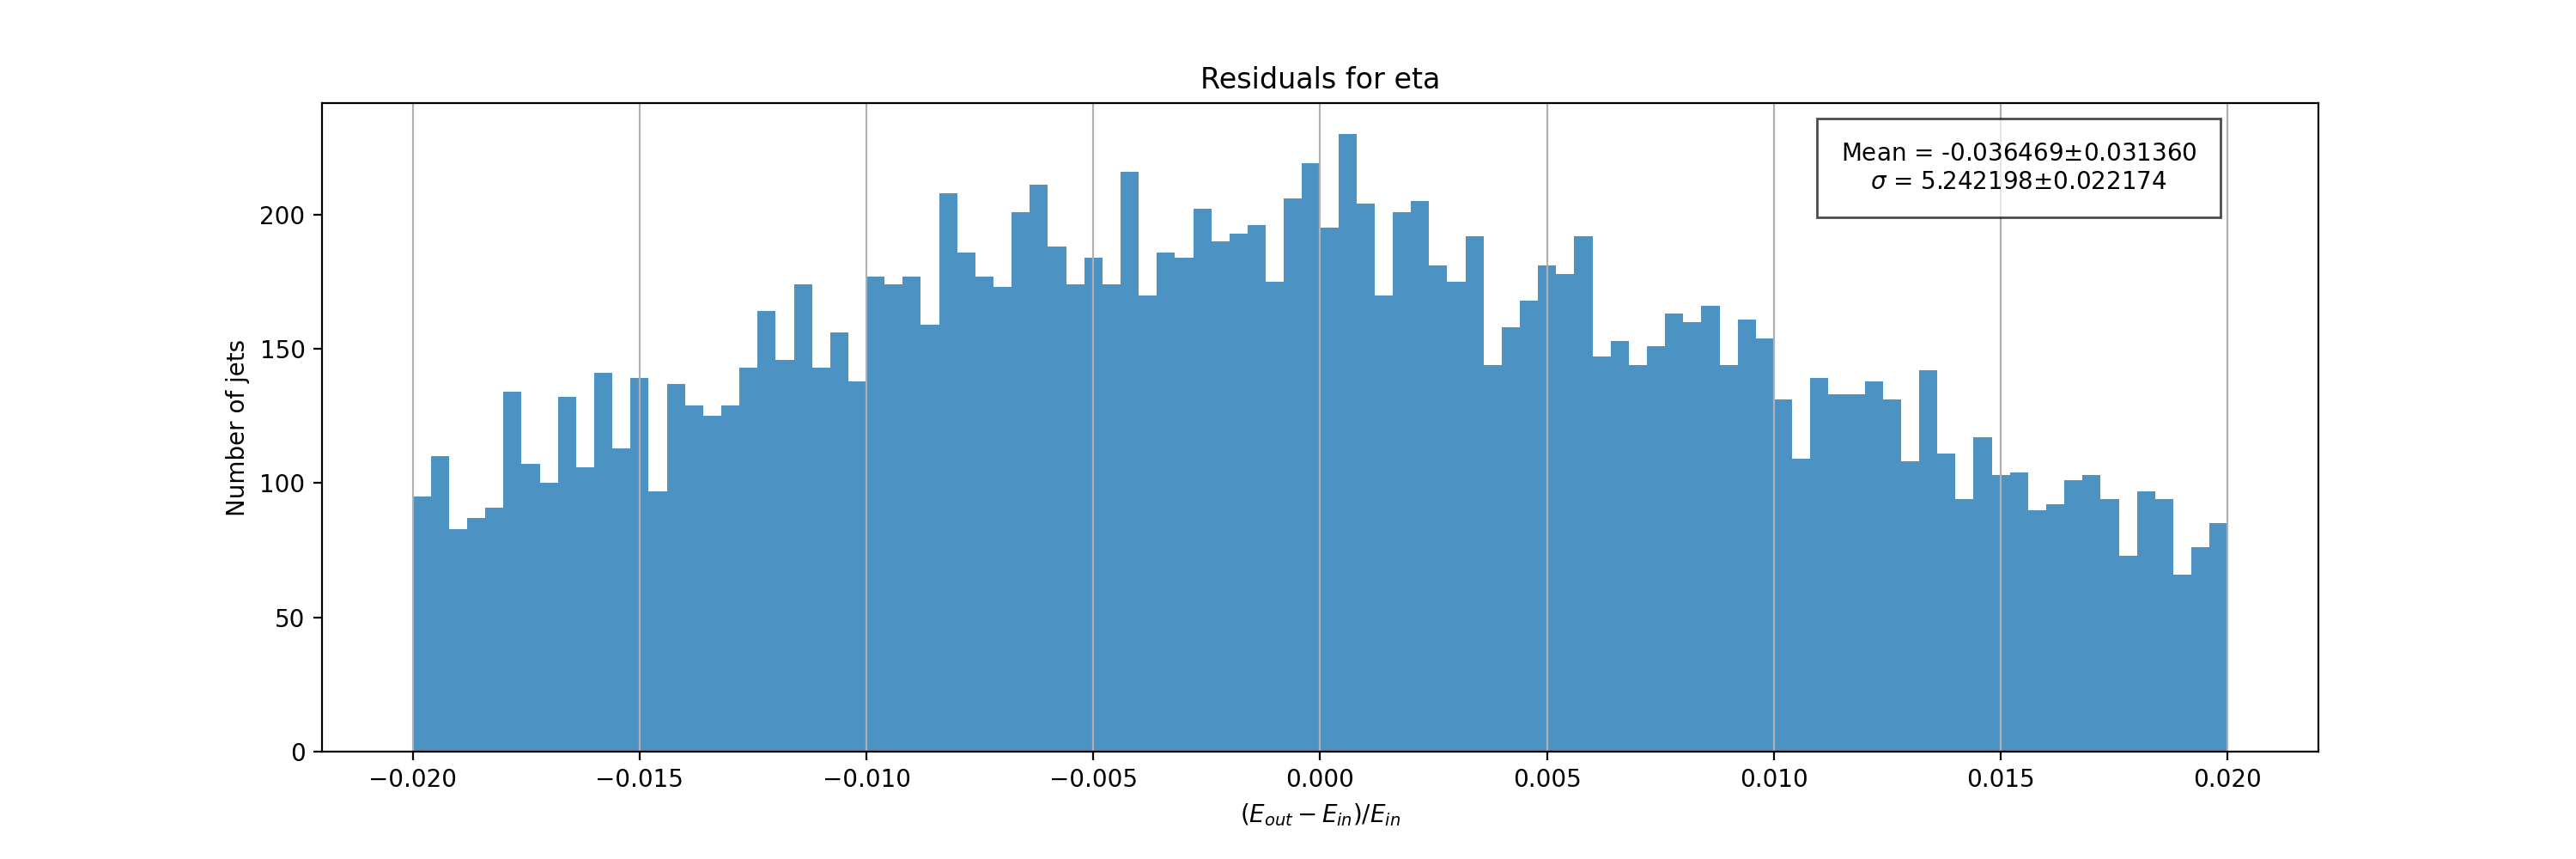 Residuals for eta
Mean = -0.036469±0.031360
σ = 5.242198±0.022174
Number of jets
200
150
100
50
0
−0.020 −0.015 −0.010 −0.005 0.000 0.005 0.010 0.015 0.020
(E_out − E_in)/E_in